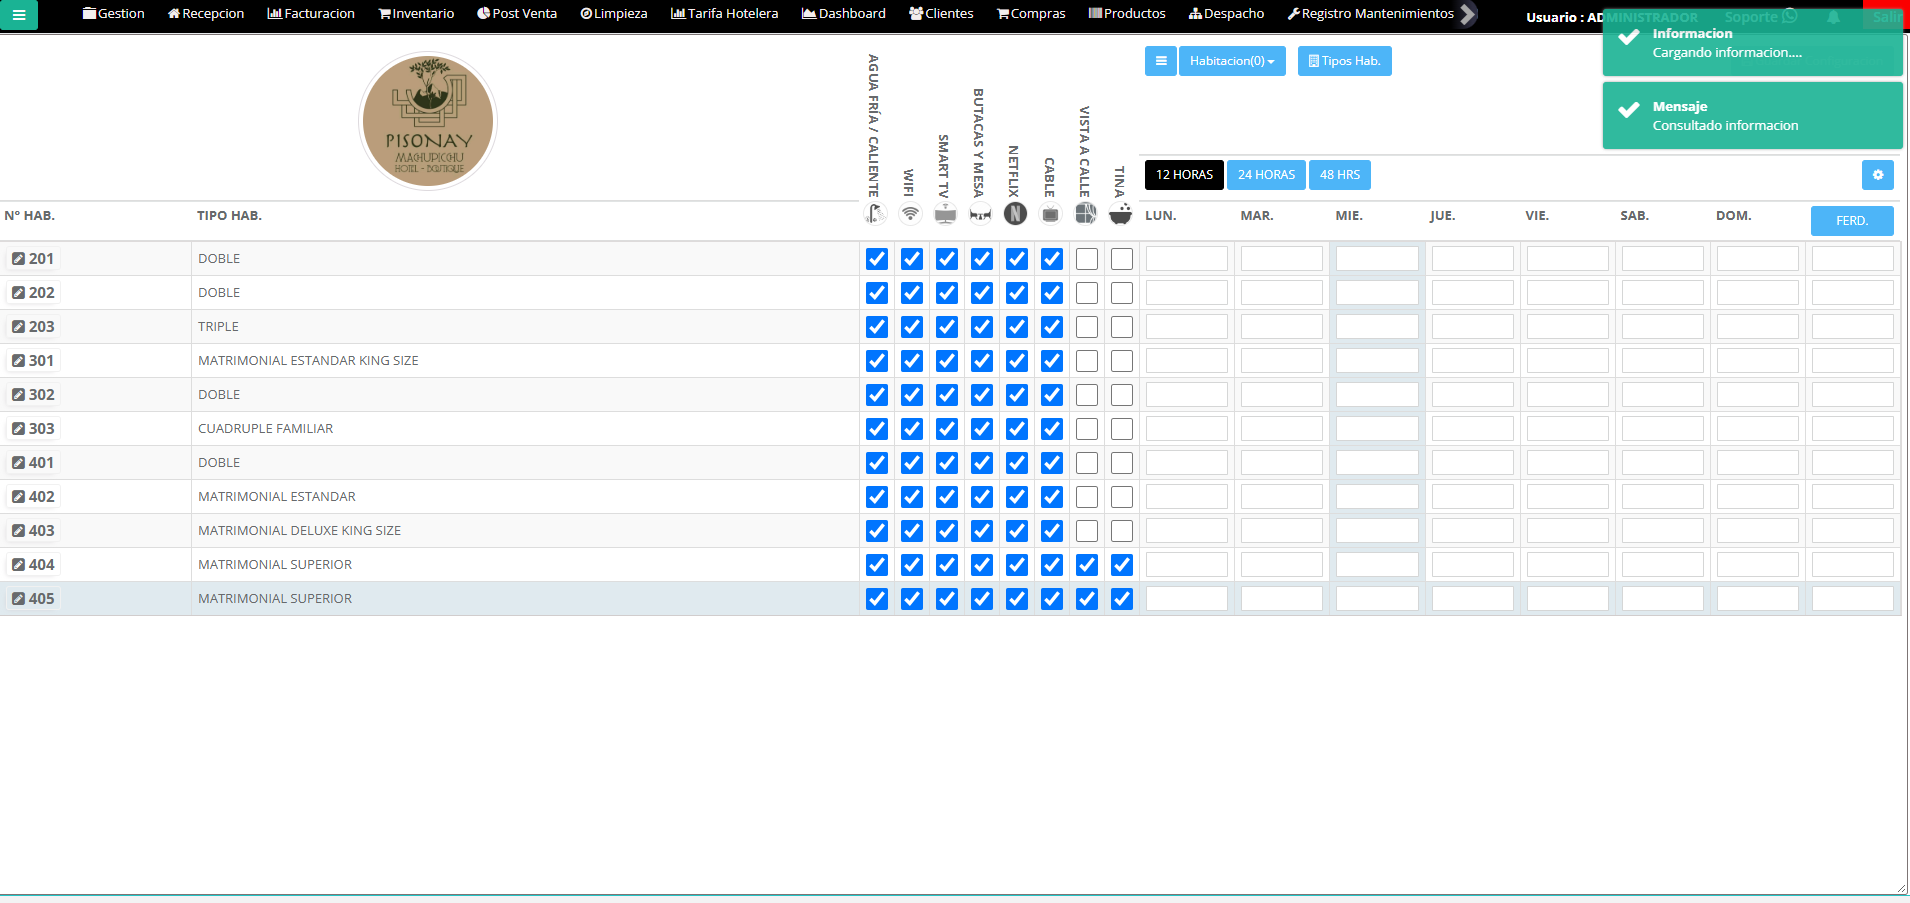 Gestion Recepcion Facturacion Inventario Post Venta Limpieza Tarifa Hotelera Dashboard Clientes Compras Productos Despacho Registro Mantenimientos Usuario : ADMINISTRADOR Soporte Salir
Informacion
Cargando informacion....
Mensaje
Consultado informacion
PISONAY
MACHUPICCHU
HOTEL - BOUTIQUE
Habitacion(0) Tipos Hab.
12 HORAS 24 HORAS 48 HRS
N° HAB. TIPO HAB. AGUA FRÍA / CALIENTE WIFI SMART TV BUTACAS Y MESA NETFLIX CABLE VISTA A CALLE TINA LUN. MAR. MIE. JUE. VIE. SAB. DOM. FERD.
201 DOBLE
202 DOBLE
203 TRIPLE
301 MATRIMONIAL ESTANDAR KING SIZE
302 DOBLE
303 CUADRUPLE FAMILIAR
401 DOBLE
402 MATRIMONIAL ESTANDAR
403 MATRIMONIAL DELUXE KING SIZE
404 MATRIMONIAL SUPERIOR
405 MATRIMONIAL SUPERIOR